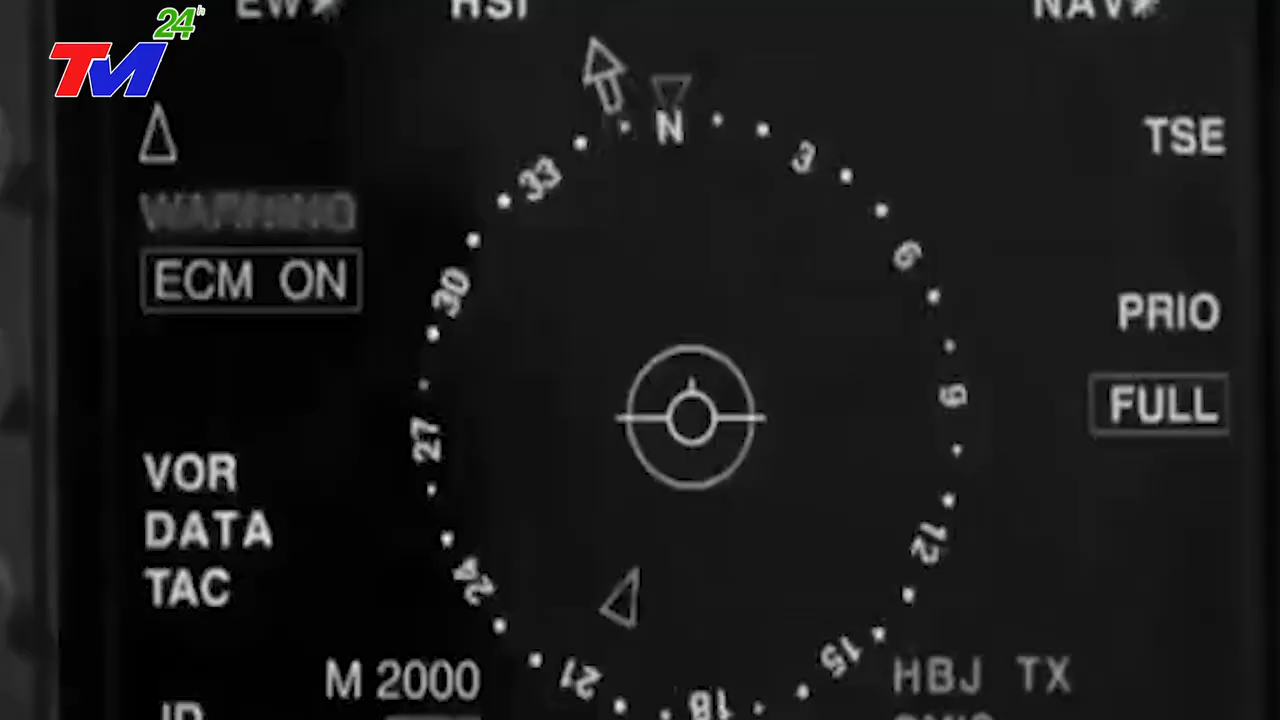 24h
TM
EW*
HSI
NAV*
N
3
33
TSE
WARNING
6
ECM ON
30
PRIO
9
FULL
27
VOR
DATA
12
TAC
24
15
21
M 2000
HBJ TX
18